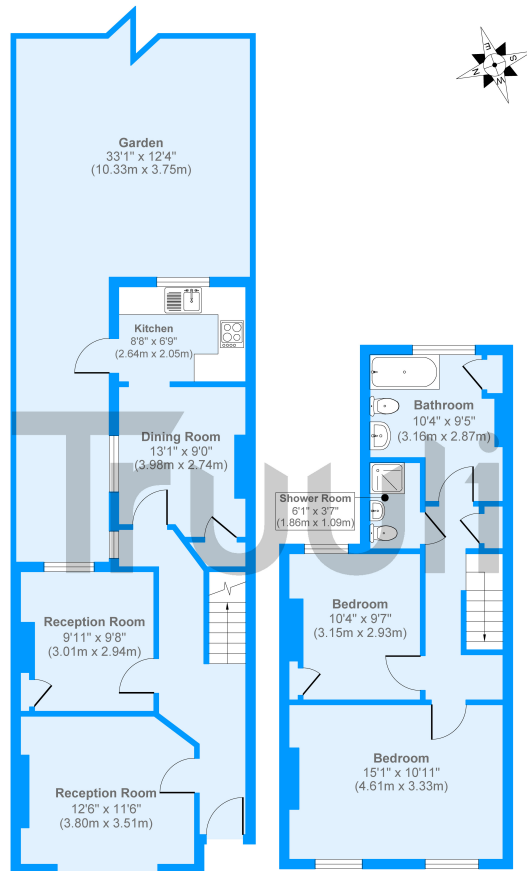 E
N
S
W
Garden
33'1" x 12'4"
(10.33m x 3.75m)
Kitchen
8'8" x 6'9"
(2.64m x 2.05m)
Dining Room
13'1" x 9'0"
(3.98m x 2.74m)
Bathroom
10'4" x 9'5"
(3.16m x 2.87m)
Truuli
Shower Room
6'1" x 3'7"
(1.86m x 1.09m)
Reception Room
9'11" x 9'8"
(3.01m x 2.94m)
Bedroom
10'4" x 9'7"
(3.15m x 2.93m)
Reception Room
12'6" x 11'6"
(3.80m x 3.51m)
Bedroom
15'1" x 10'11"
(4.61m x 3.33m)